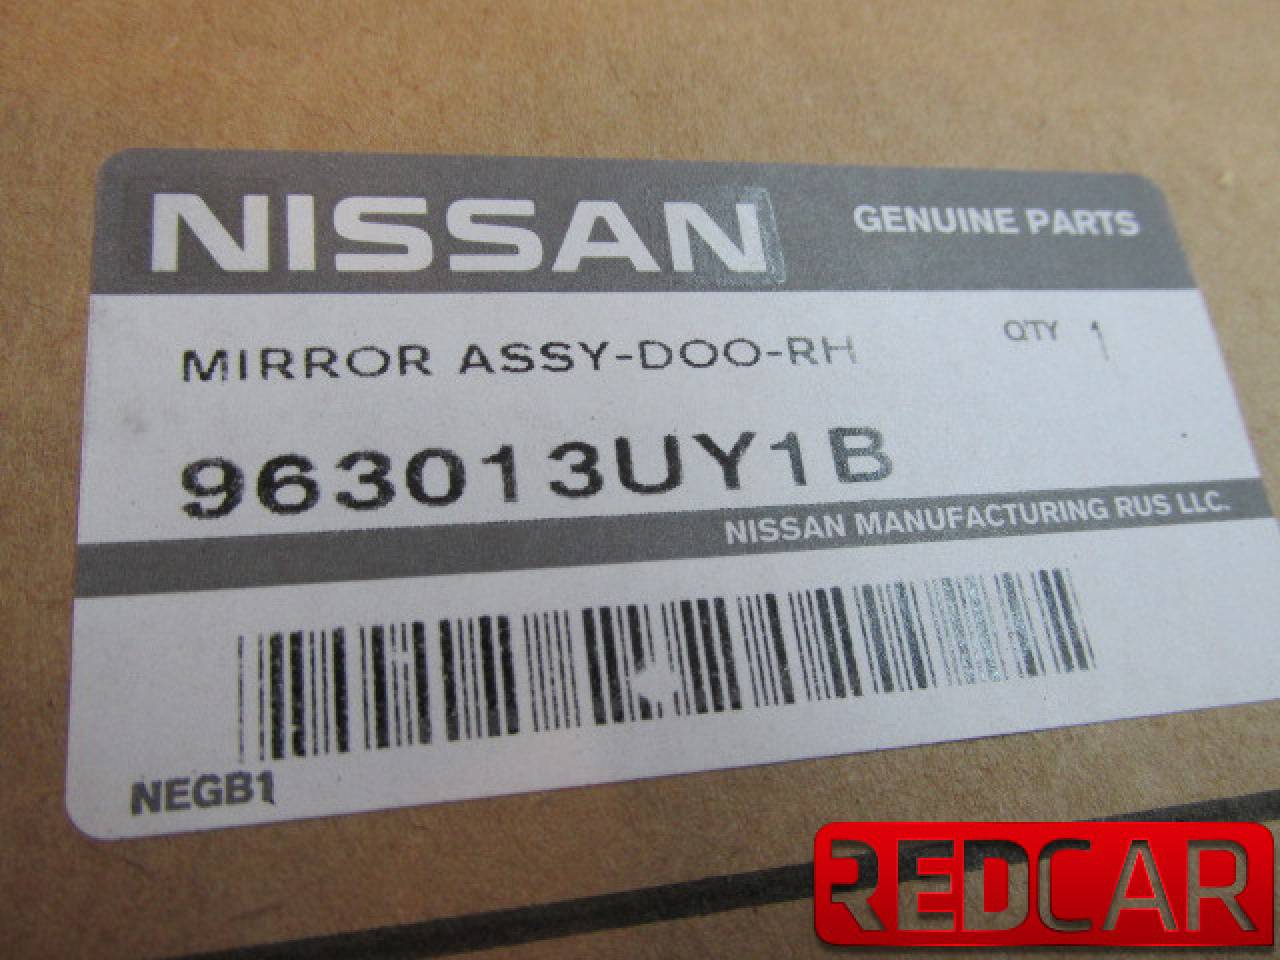 NISSAN GENUINE PARTS
MIRROR ASSY-DOO-RH QTY 1
963013UY1B
NISSAN MANUFACTURING RUS LLC.
NEGB1
REDCAR